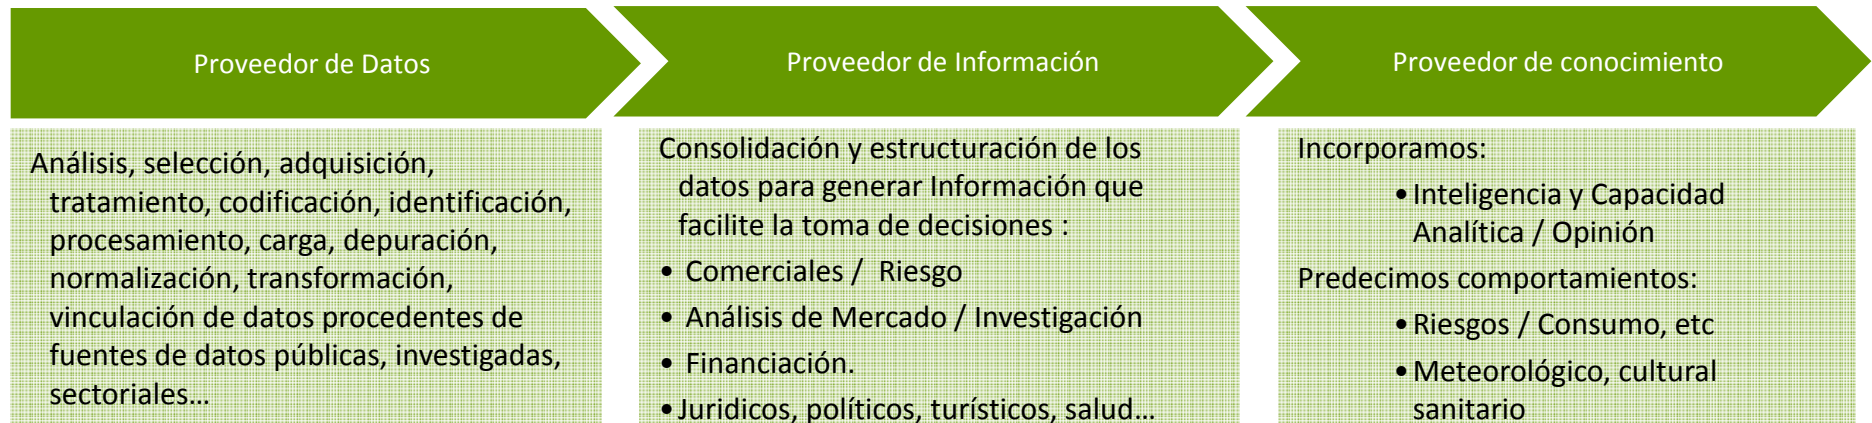 Proveedor de Datos
Análisis, selección, adquisición,
tratamiento, codificación, identificación,
procesamiento, carga, depuración,
normalización, transformación,
vinculación de datos procedentes de
fuentes de datos públicas, investigadas,
sectoriales…
Proveedor de Información
Consolidación y estructuración de los
datos para generar Información que
facilite la toma de decisiones :
• Comerciales / Riesgo
• Análisis de Mercado / Investigación
• Financiación.
•Juridicos, políticos, turísticos, salud…
Proveedor de conocimiento
Incorporamos:
•Inteligencia y Capacidad
Analítica / Opinión
Predecimos comportamientos:
•Riesgos / Consumo, etc
•Meteorológico, cultural
sanitario